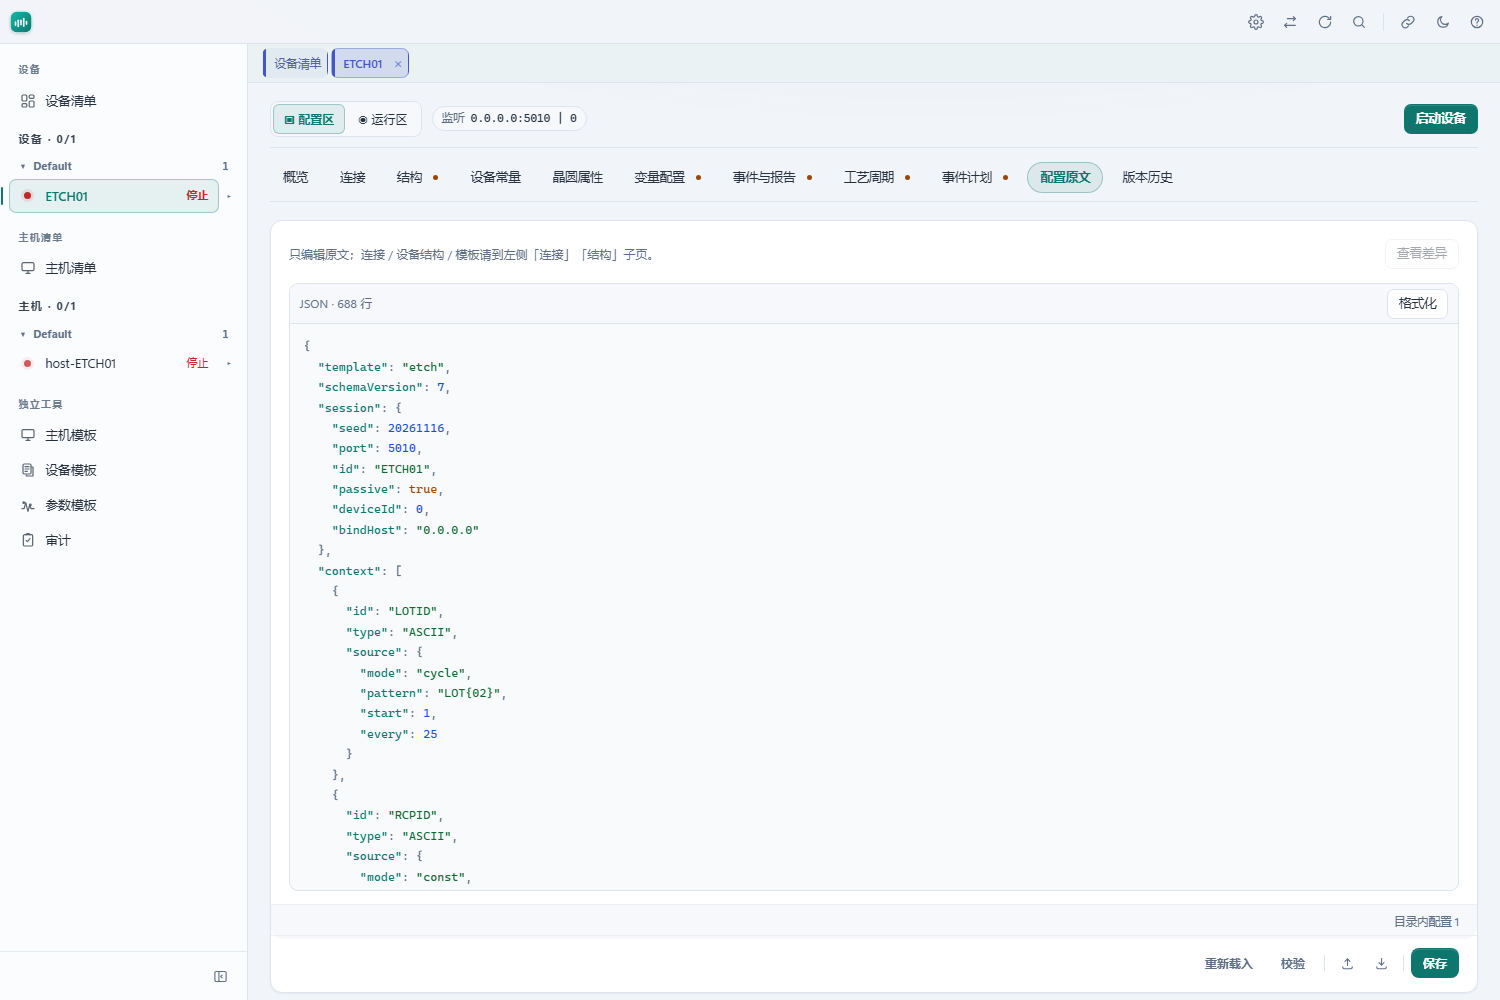 设备
设备清单
设备 · 0/1
Default 1
ETCH01 停止
主机清单
主机清单
主机 · 0/1
Default 1
host-ETCH01 停止
独立工具
主机模板
设备模板
参数模板
审计
设备清单 ETCH01 ×
配置区 运行区 监听 0.0.0.0:5010 | 0 启动设备
概览 连接 结构 设备常量 晶圆属性 变量配置 事件与报告 工艺周期 事件计划 配置原文 版本历史
只编辑原文；连接 / 设备结构 / 模板请到左侧「连接」「结构」子页。 查看差异
JSON · 688 行 格式化
{
"template": "etch",
"schemaVersion": 7,
"session": {
"seed": 20261116,
"port": 5010,
"id": "ETCH01",
"passive": true,
"deviceId": 0,
"bindHost": "0.0.0.0"
},
"context": [
{
"id": "LOTID",
"type": "ASCII",
"source": {
"mode": "cycle",
"pattern": "LOT{02}",
"start": 1,
"every": 25
}
},
{
"id": "RCPID",
"type": "ASCII",
"source": {
"mode": "const",
目录内配置 1
重新载入 校验 保存